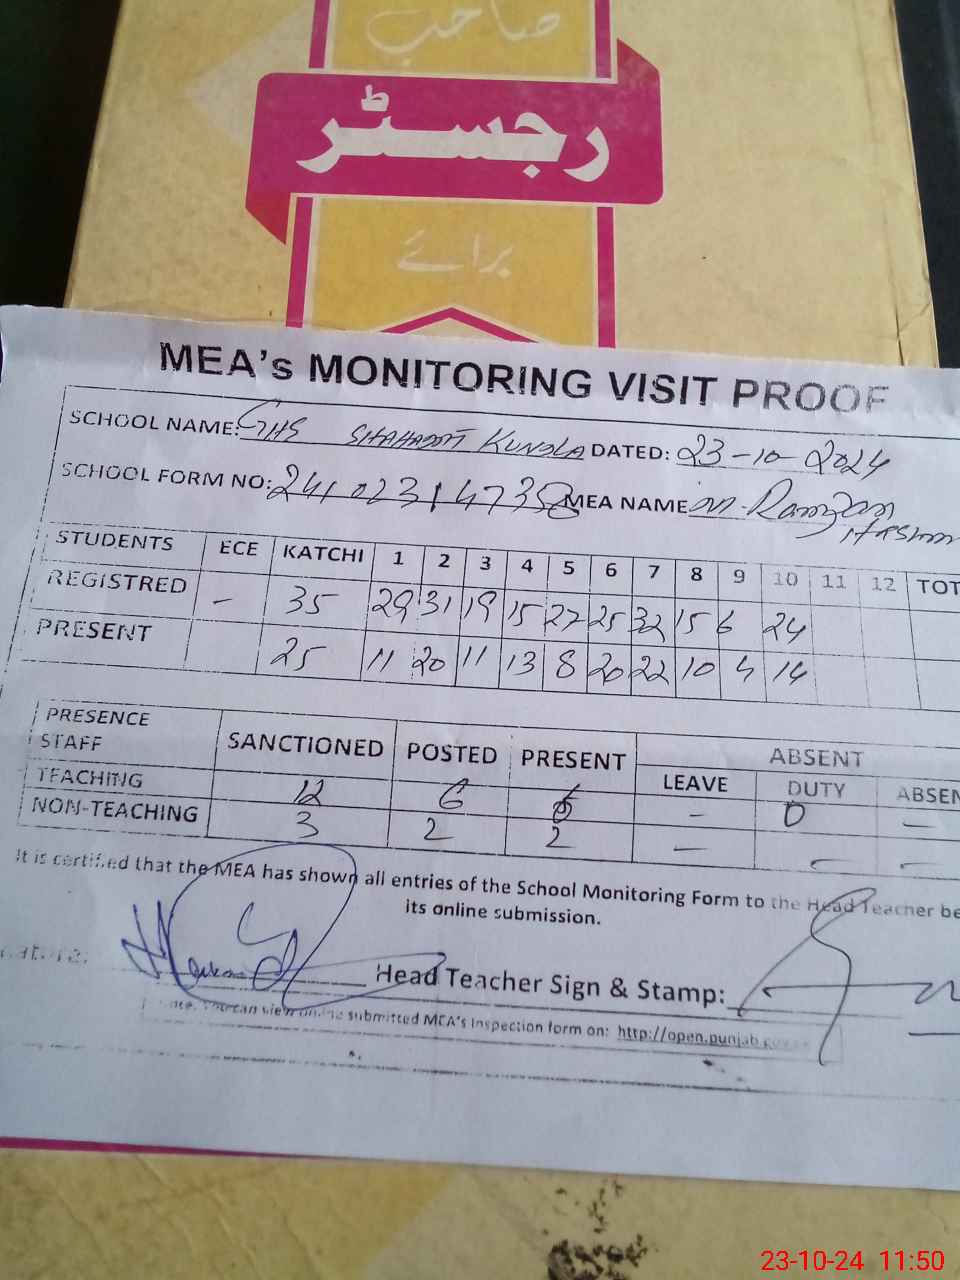 صاحب
رجسٹر
برائے
MEA's MONITORING VISIT PROOF
SCHOOL NAME: GHS SHAHADAT KUNDLA DATED: 23-10-2024
SCHOOL FORM NO: MEA NAME M. Ramzan
STUDENTS ECE KATCHI 1 2 3 4 5 6 7 8 9 10 11 12 TOT
REGISTRED - 35 29 31 19 15 27 25 32 15 6 24
PRESENT 25 11 20 11 13 8 20 22 10 4 14
PRESENCE
STAFF SANCTIONED POSTED PRESENT ABSENT
LEAVE DUTY ABSEN
TEACHING 12 6 - 0 -
NON-TEACHING 3 2 2 - - -
It is certified that the MEA has shown all entries of the School Monitoring Form to the Head Teacher be
its online submission.
Head Teacher Sign & Stamp:
can view online submitted MEA's Inspection form on: http://open.punjab
23-10-24 11:50